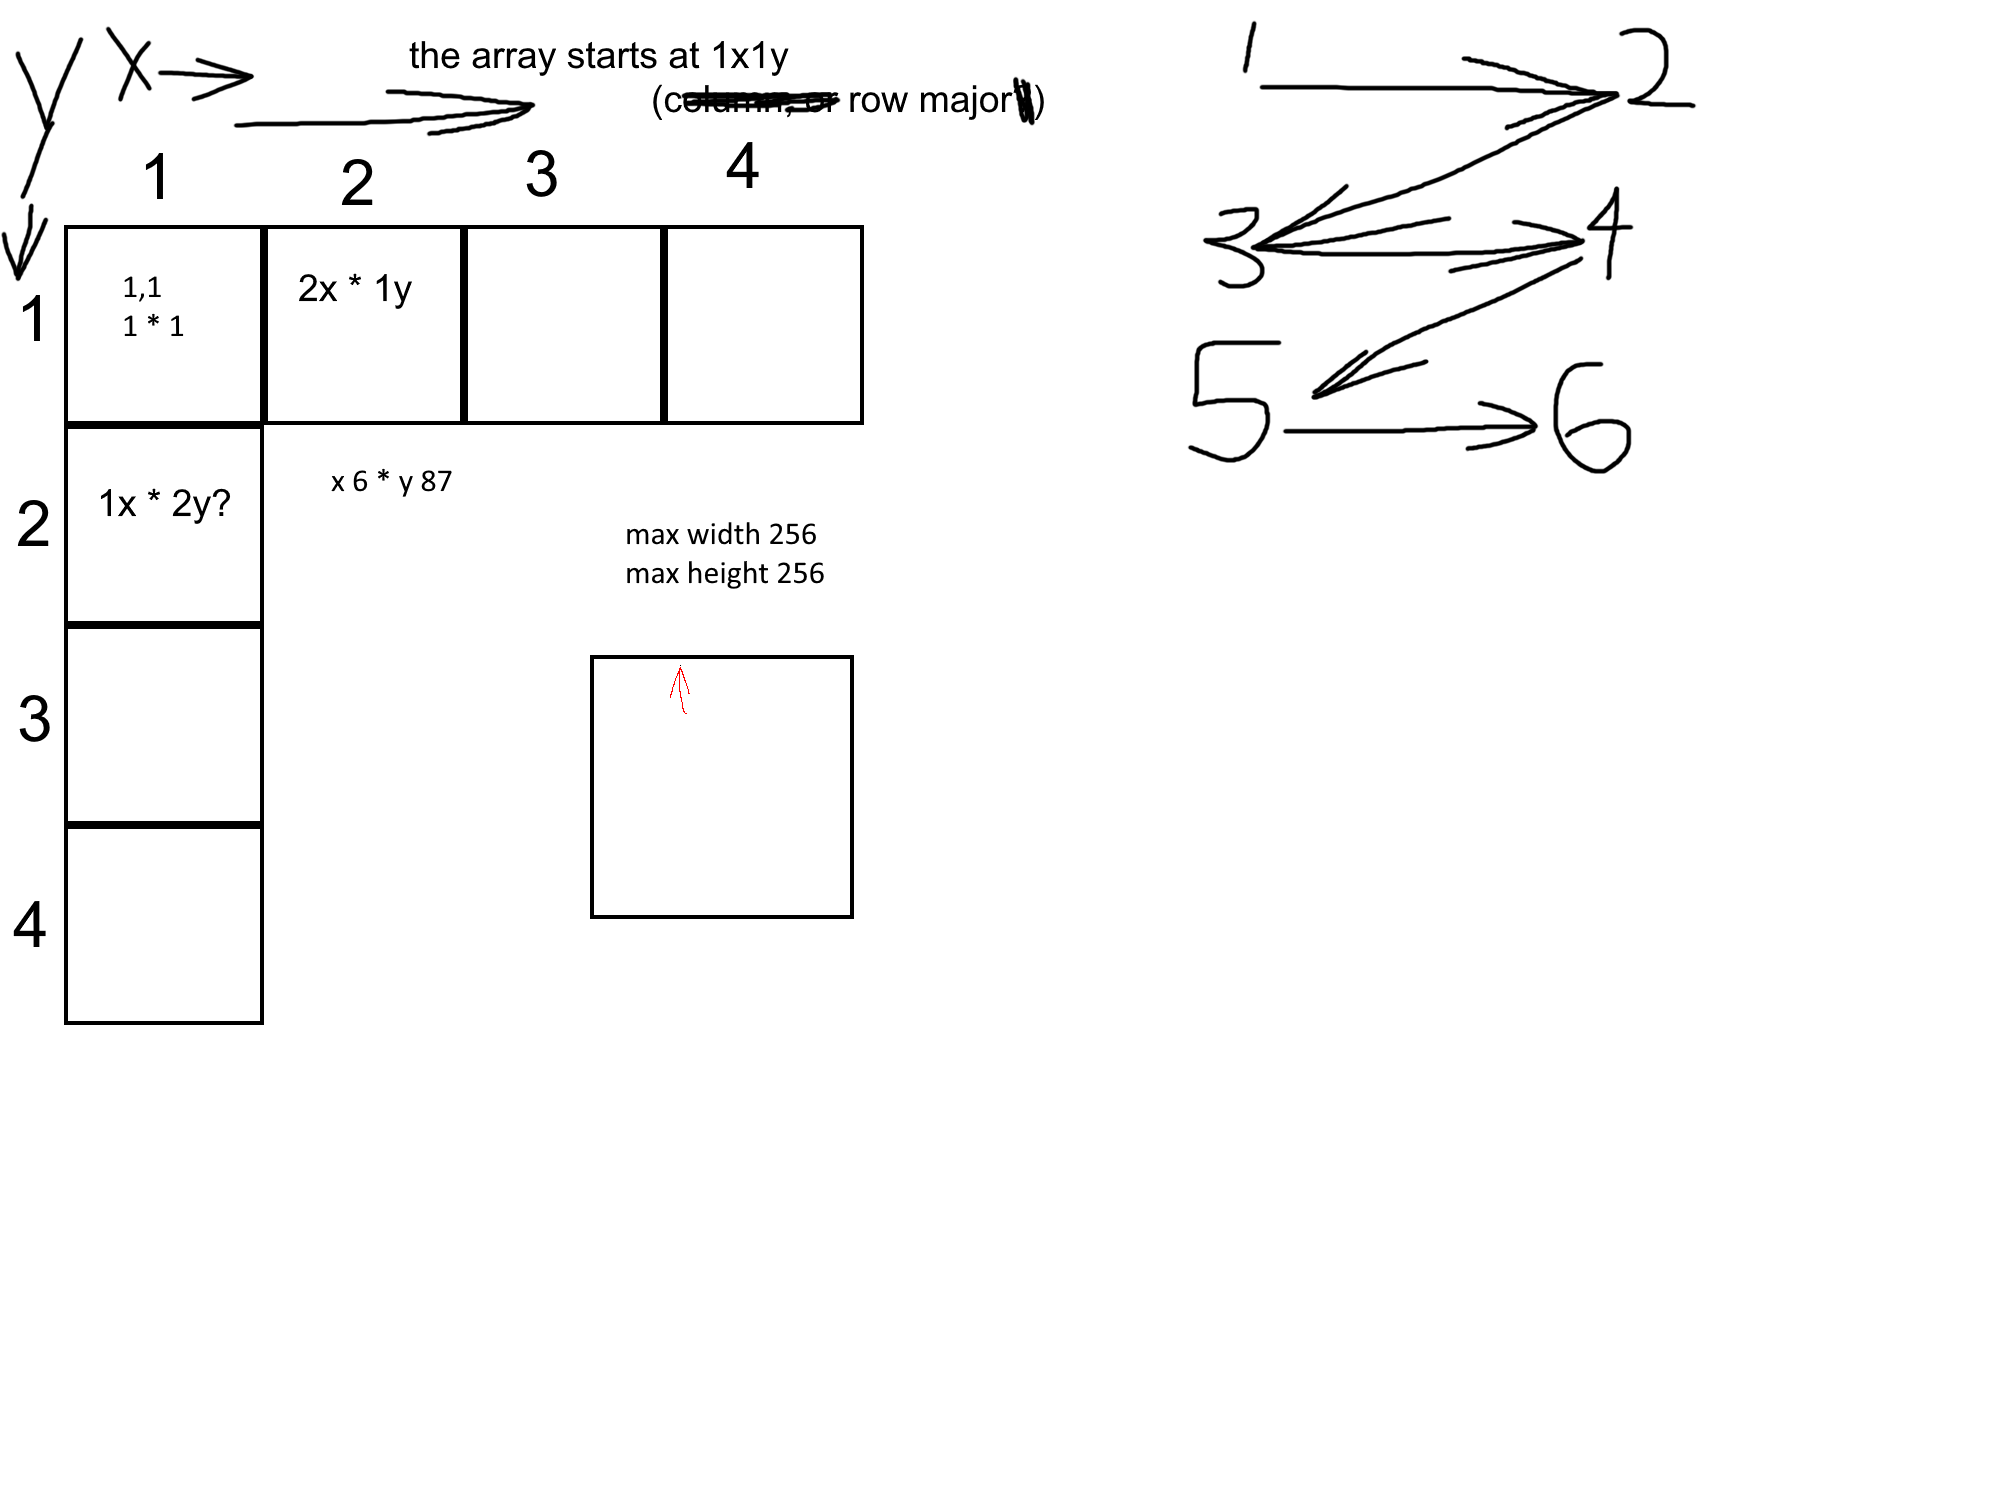 y x
the array starts at 1x1y
(column, or row major)
1 2 3 4
1
1,1
1 * 1
2x * 1y
2
1x * 2y?
x 6 * y 87
max width 256
max height 256
3
4
1 2
3 4
5 6